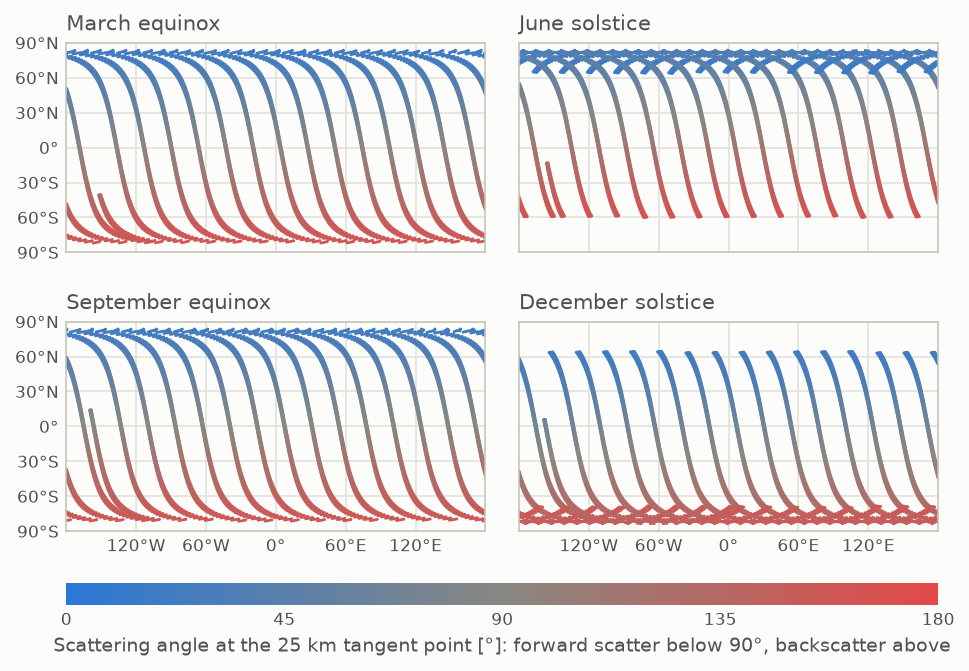 March equinox
June solstice
90°N
60°N
30°N
0°
30°S
60°S
90°S
September equinox
December solstice
90°N
60°N
30°N
0°
30°S
60°S
90°S
120°W 60°W 0° 60°E 120°E
120°W 60°W 0° 60°E 120°E
0 45 90 135 180
Scattering angle at the 25 km tangent point [°]: forward scatter below 90°, backscatter above